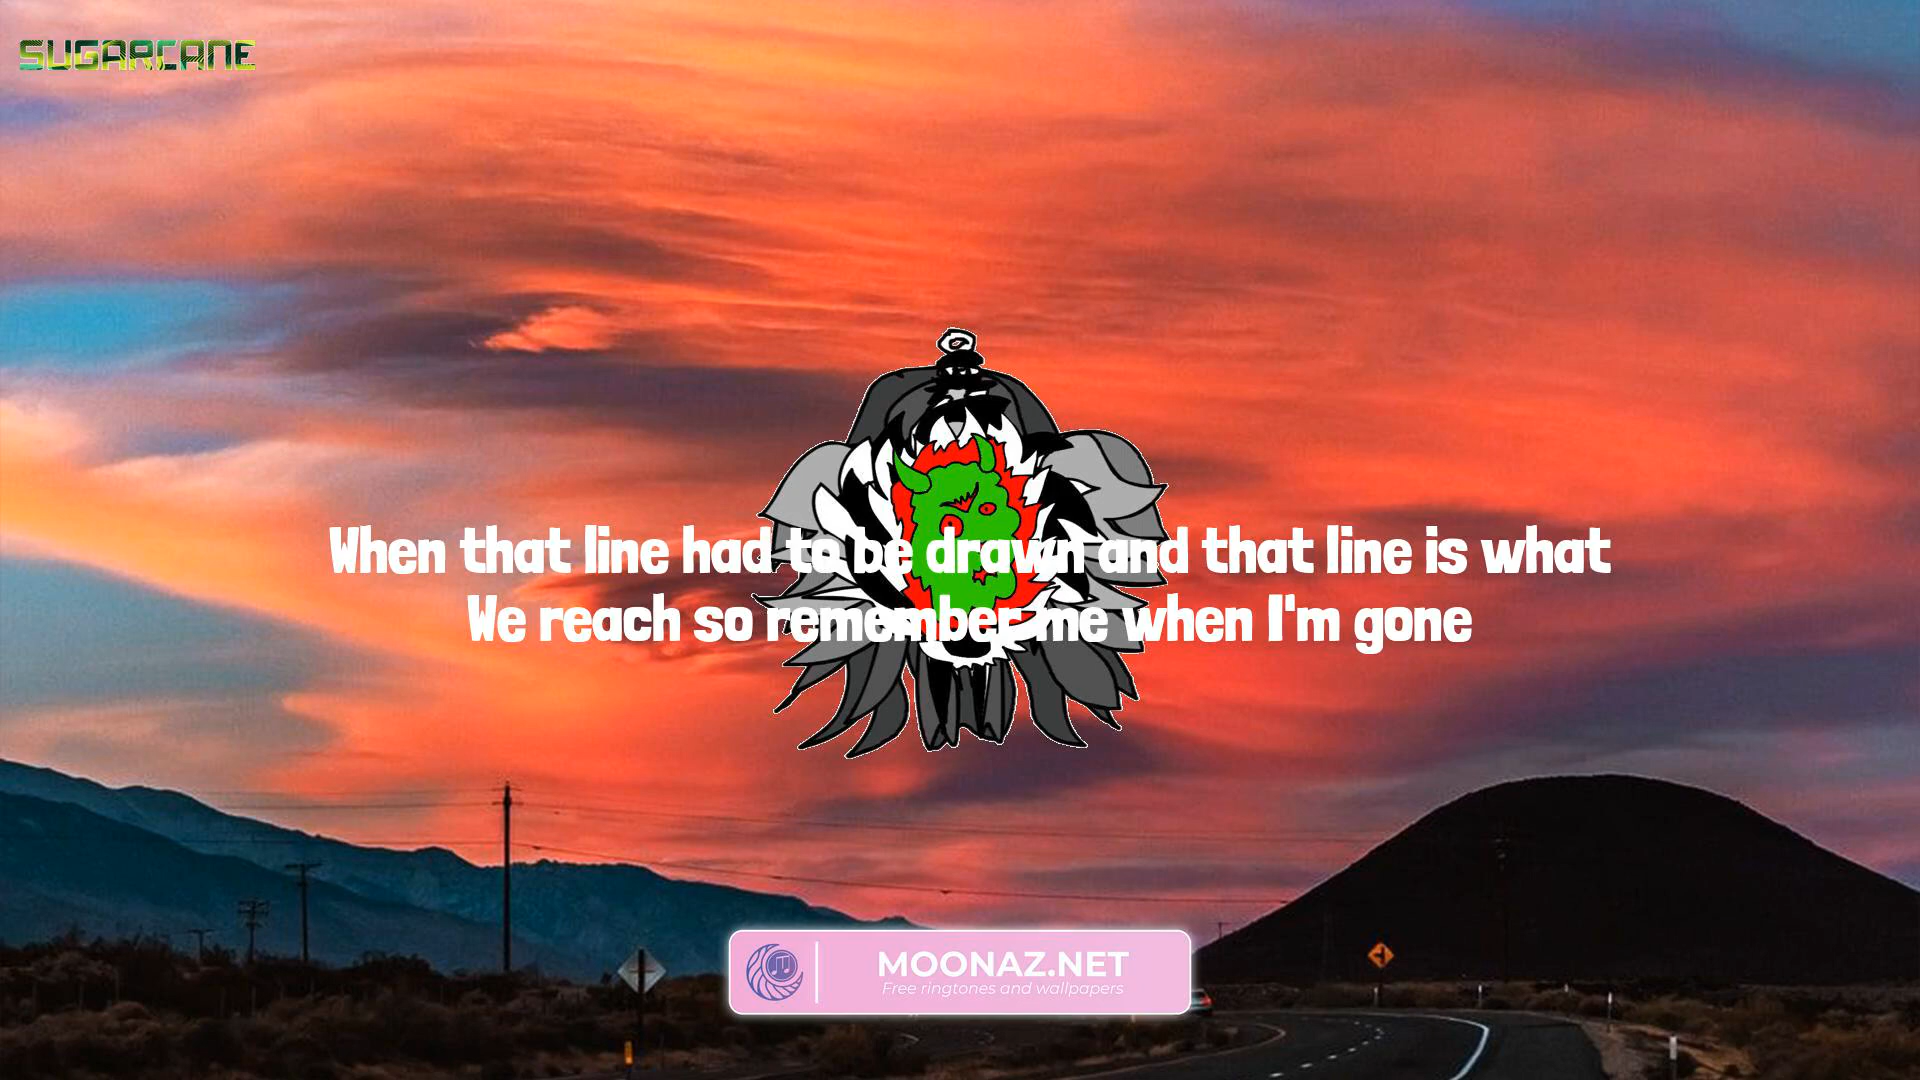 SUGARCANE
When that line had to be drawn and that line is what
We reach so remember me when I'm gone
MOONAZ.NET
Free ringtones and wallpapers